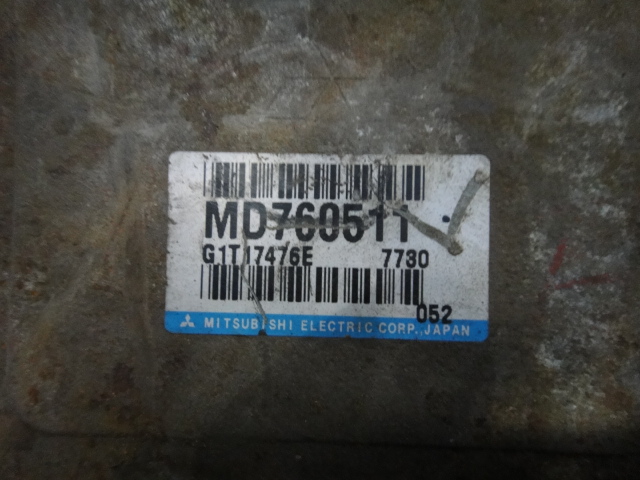 MD760511
G1T17476E 7730
052
MITSUBISHI ELECTRIC CORP., JAPAN